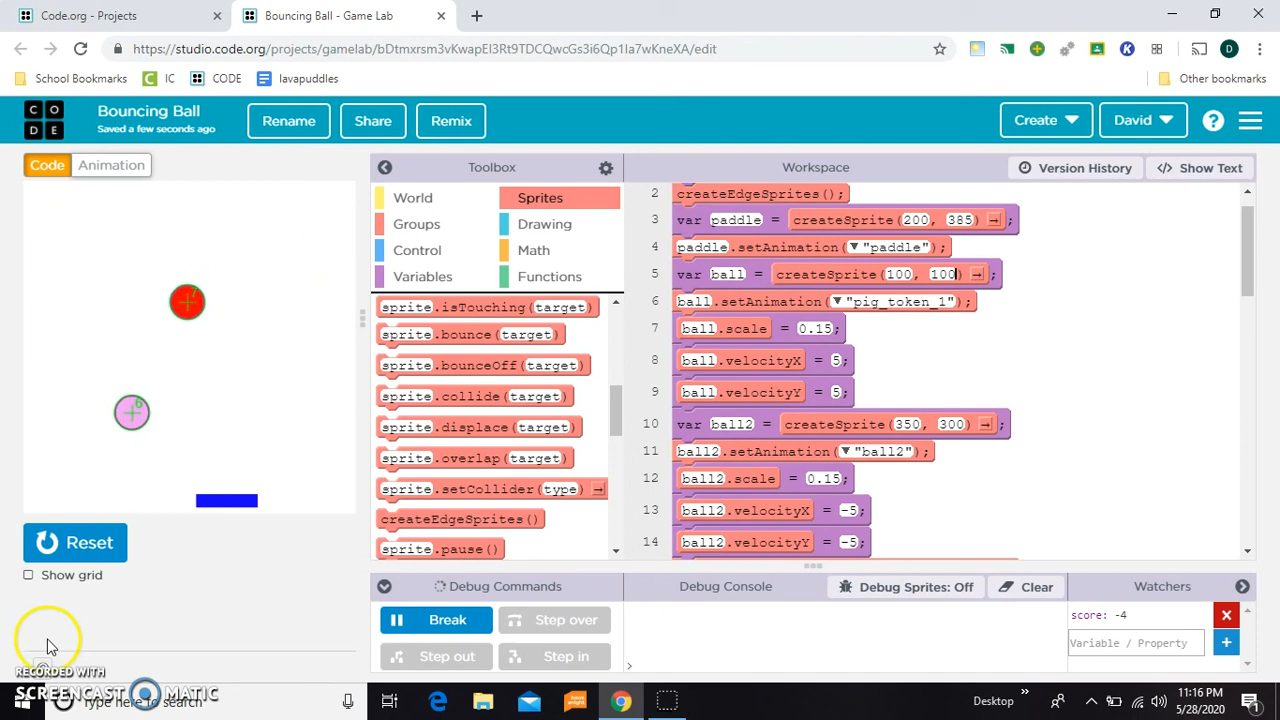 Code.org - Projects
Bouncing Ball - Game Lab
https://studio.code.org/projects/gamelab/bDtmxrsm3vKwapEI3Rt9TDCQwcGs3i6Qp1Ia7wKneXA/edit
School Bookmarks
IC
CODE
lavapuddles
Other bookmarks
CO
DE
Bouncing Ball
Saved a few seconds ago
Rename
Share
Remix
Create
David
Code
Animation
Toolbox
Workspace
Version History
</> Show Text
World
Sprites
Groups
Drawing
Control
Math
Variables
Functions
sprite.isTouching(target)
sprite.bounce(target)
sprite.bounceOff(target)
sprite.collide(target)
sprite.displace(target)
sprite.overlap(target)
sprite.setCollider(type)
createEdgeSprites()
sprite.pause()
2 createEdgeSprites();
3 var paddle = createSprite(200, 385);
4 paddle.setAnimation("paddle");
5 var ball = createSprite(100, 100);
6 ball.setAnimation("pig_token_1");
7 ball.scale = 0.15;
8 ball.velocityX = 5;
9 ball.velocityY = 5;
10 var ball2 = createSprite(350, 300);
11 ball2.setAnimation("ball2");
12 ball2.scale = 0.15;
13 ball2.velocityX = -5;
14 ball2.velocityY = -5;
7
6
Reset
Show grid
Debug Commands
Debug Console
Debug Sprites: Off
Clear
Watchers
Break
Step over
Step out
Step in
score: -4
Variable / Property
RECORDED WITH
SCREENCAST MATIC
Type here to search
Desktop
11:16 PM
5/28/2020